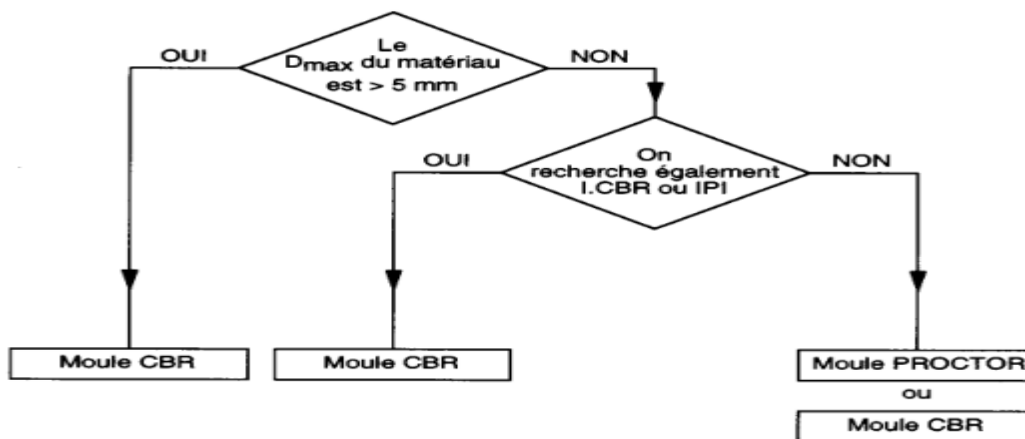 Le
Dmax du matériau
est > 5 mm
OUI
NON
On
recherche également
I.CBR ou IPI
OUI
NON
Moule CBR
Moule CBR
Moule PROCTOR
ou
Moule CBR